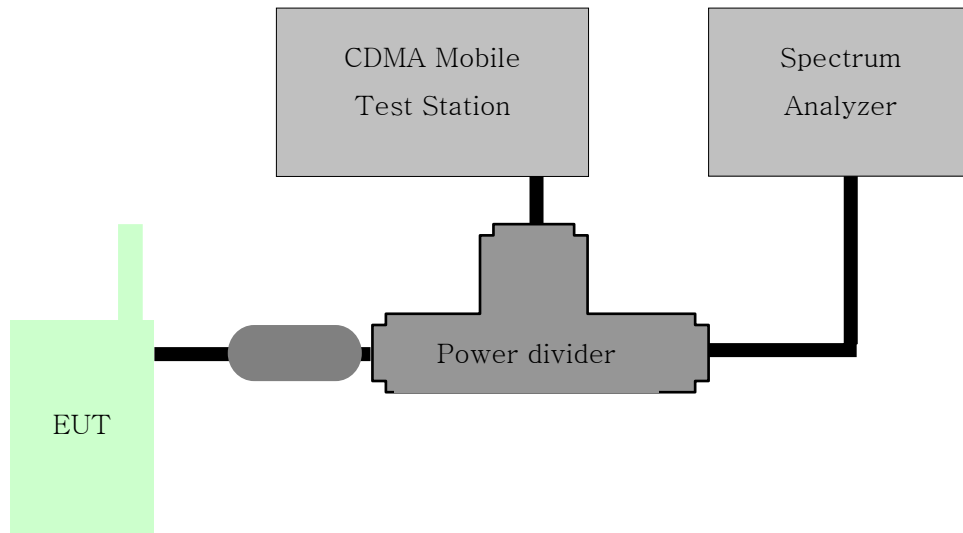 CDMA Mobile
Test Station
Spectrum
Analyzer
Power divider
EUT